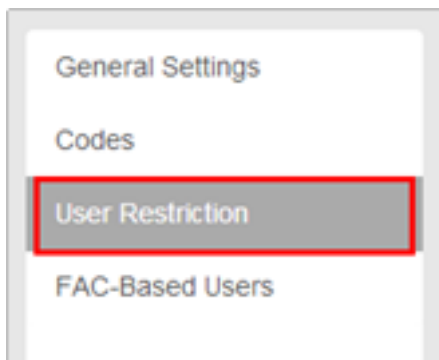 General Settings
Codes
User Restriction
FAC-Based Users